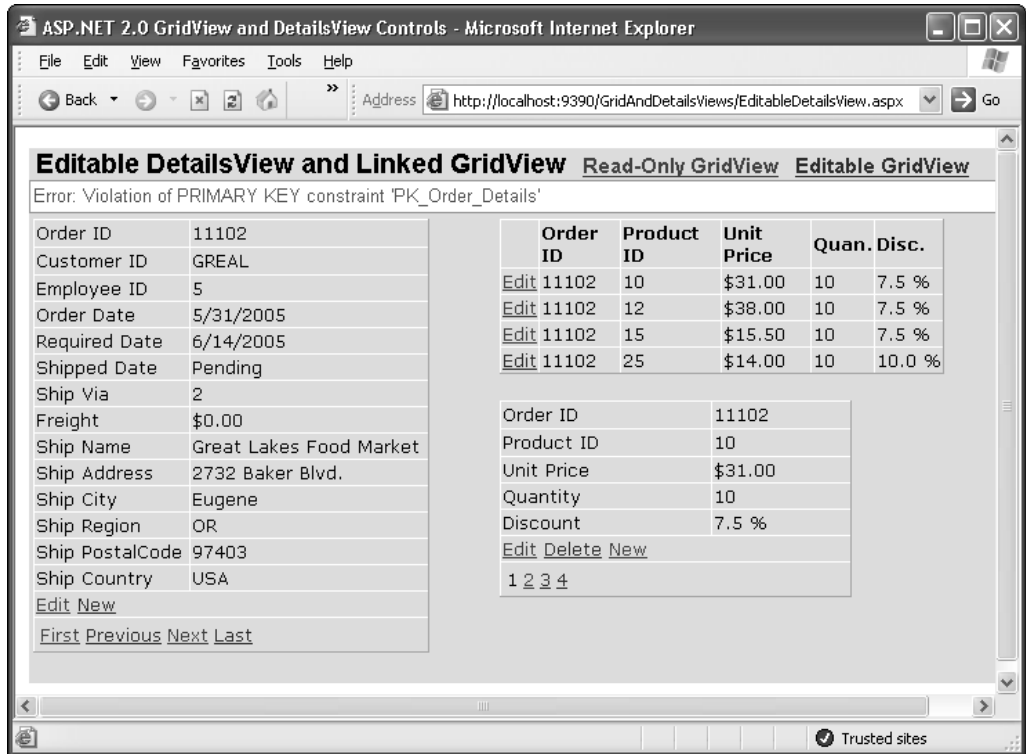 ASP.NET 2.0 GridView and DetailsView Controls - Microsoft Internet Explorer
File Edit View Favorites Tools Help
Back » Address http://localhost:9390/GridAndDetailsViews/EditableDetailsView.aspx Go
Editable DetailsView and Linked GridView Read-Only GridView Editable GridView
Error: Violation of PRIMARY KEY constraint 'PK_Order_Details'
Order ID 11102
Customer ID GREAL
Employee ID 5
Order Date 5/31/2005
Required Date 6/14/2005
Shipped Date Pending
Ship Via 2
Freight $0.00
Ship Name Great Lakes Food Market
Ship Address 2732 Baker Blvd.
Ship City Eugene
Ship Region OR
Ship PostalCode 97403
Ship Country USA
Edit New
First Previous Next Last
Order ID Product ID Unit Price Quan. Disc.
Edit 11102 10 $31.00 10 7.5 %
Edit 11102 12 $38.00 10 7.5 %
Edit 11102 15 $15.50 10 7.5 %
Edit 11102 25 $14.00 10 10.0 %
Order ID 11102
Product ID 10
Unit Price $31.00
Quantity 10
Discount 7.5 %
Edit Delete New
1 2 3 4
Trusted sites